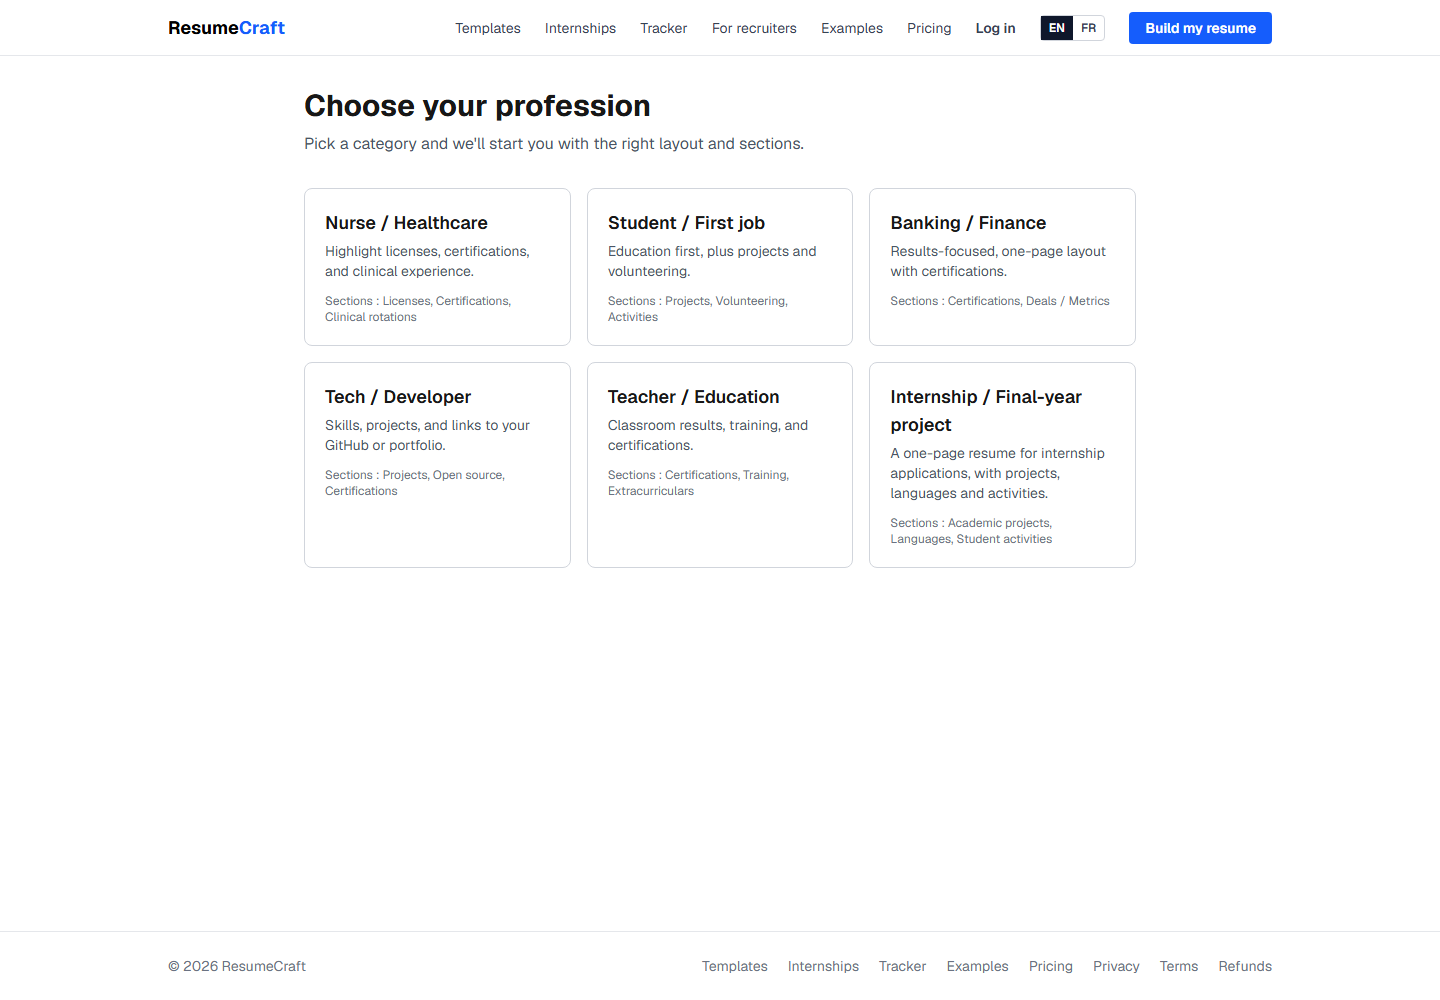 ResumeCraft
Templates Internships Tracker For recruiters Examples Pricing Log in EN FR Build my resume
Choose your profession
Pick a category and we'll start you with the right layout and sections.
Nurse / Healthcare
Highlight licenses, certifications,
and clinical experience.
Sections : Licenses, Certifications,
Clinical rotations
Student / First job
Education first, plus projects and
volunteering.
Sections : Projects, Volunteering,
Activities
Banking / Finance
Results-focused, one-page layout
with certifications.
Sections : Certifications, Deals / Metrics
Tech / Developer
Skills, projects, and links to your
GitHub or portfolio.
Sections : Projects, Open source,
Certifications
Teacher / Education
Classroom results, training, and
certifications.
Sections : Certifications, Training,
Extracurriculars
Internship / Final-year
project
A one-page resume for internship
applications, with projects,
languages and activities.
Sections : Academic projects,
Languages, Student activities
© 2026 ResumeCraft
Templates Internships Tracker Examples Pricing Privacy Terms Refunds